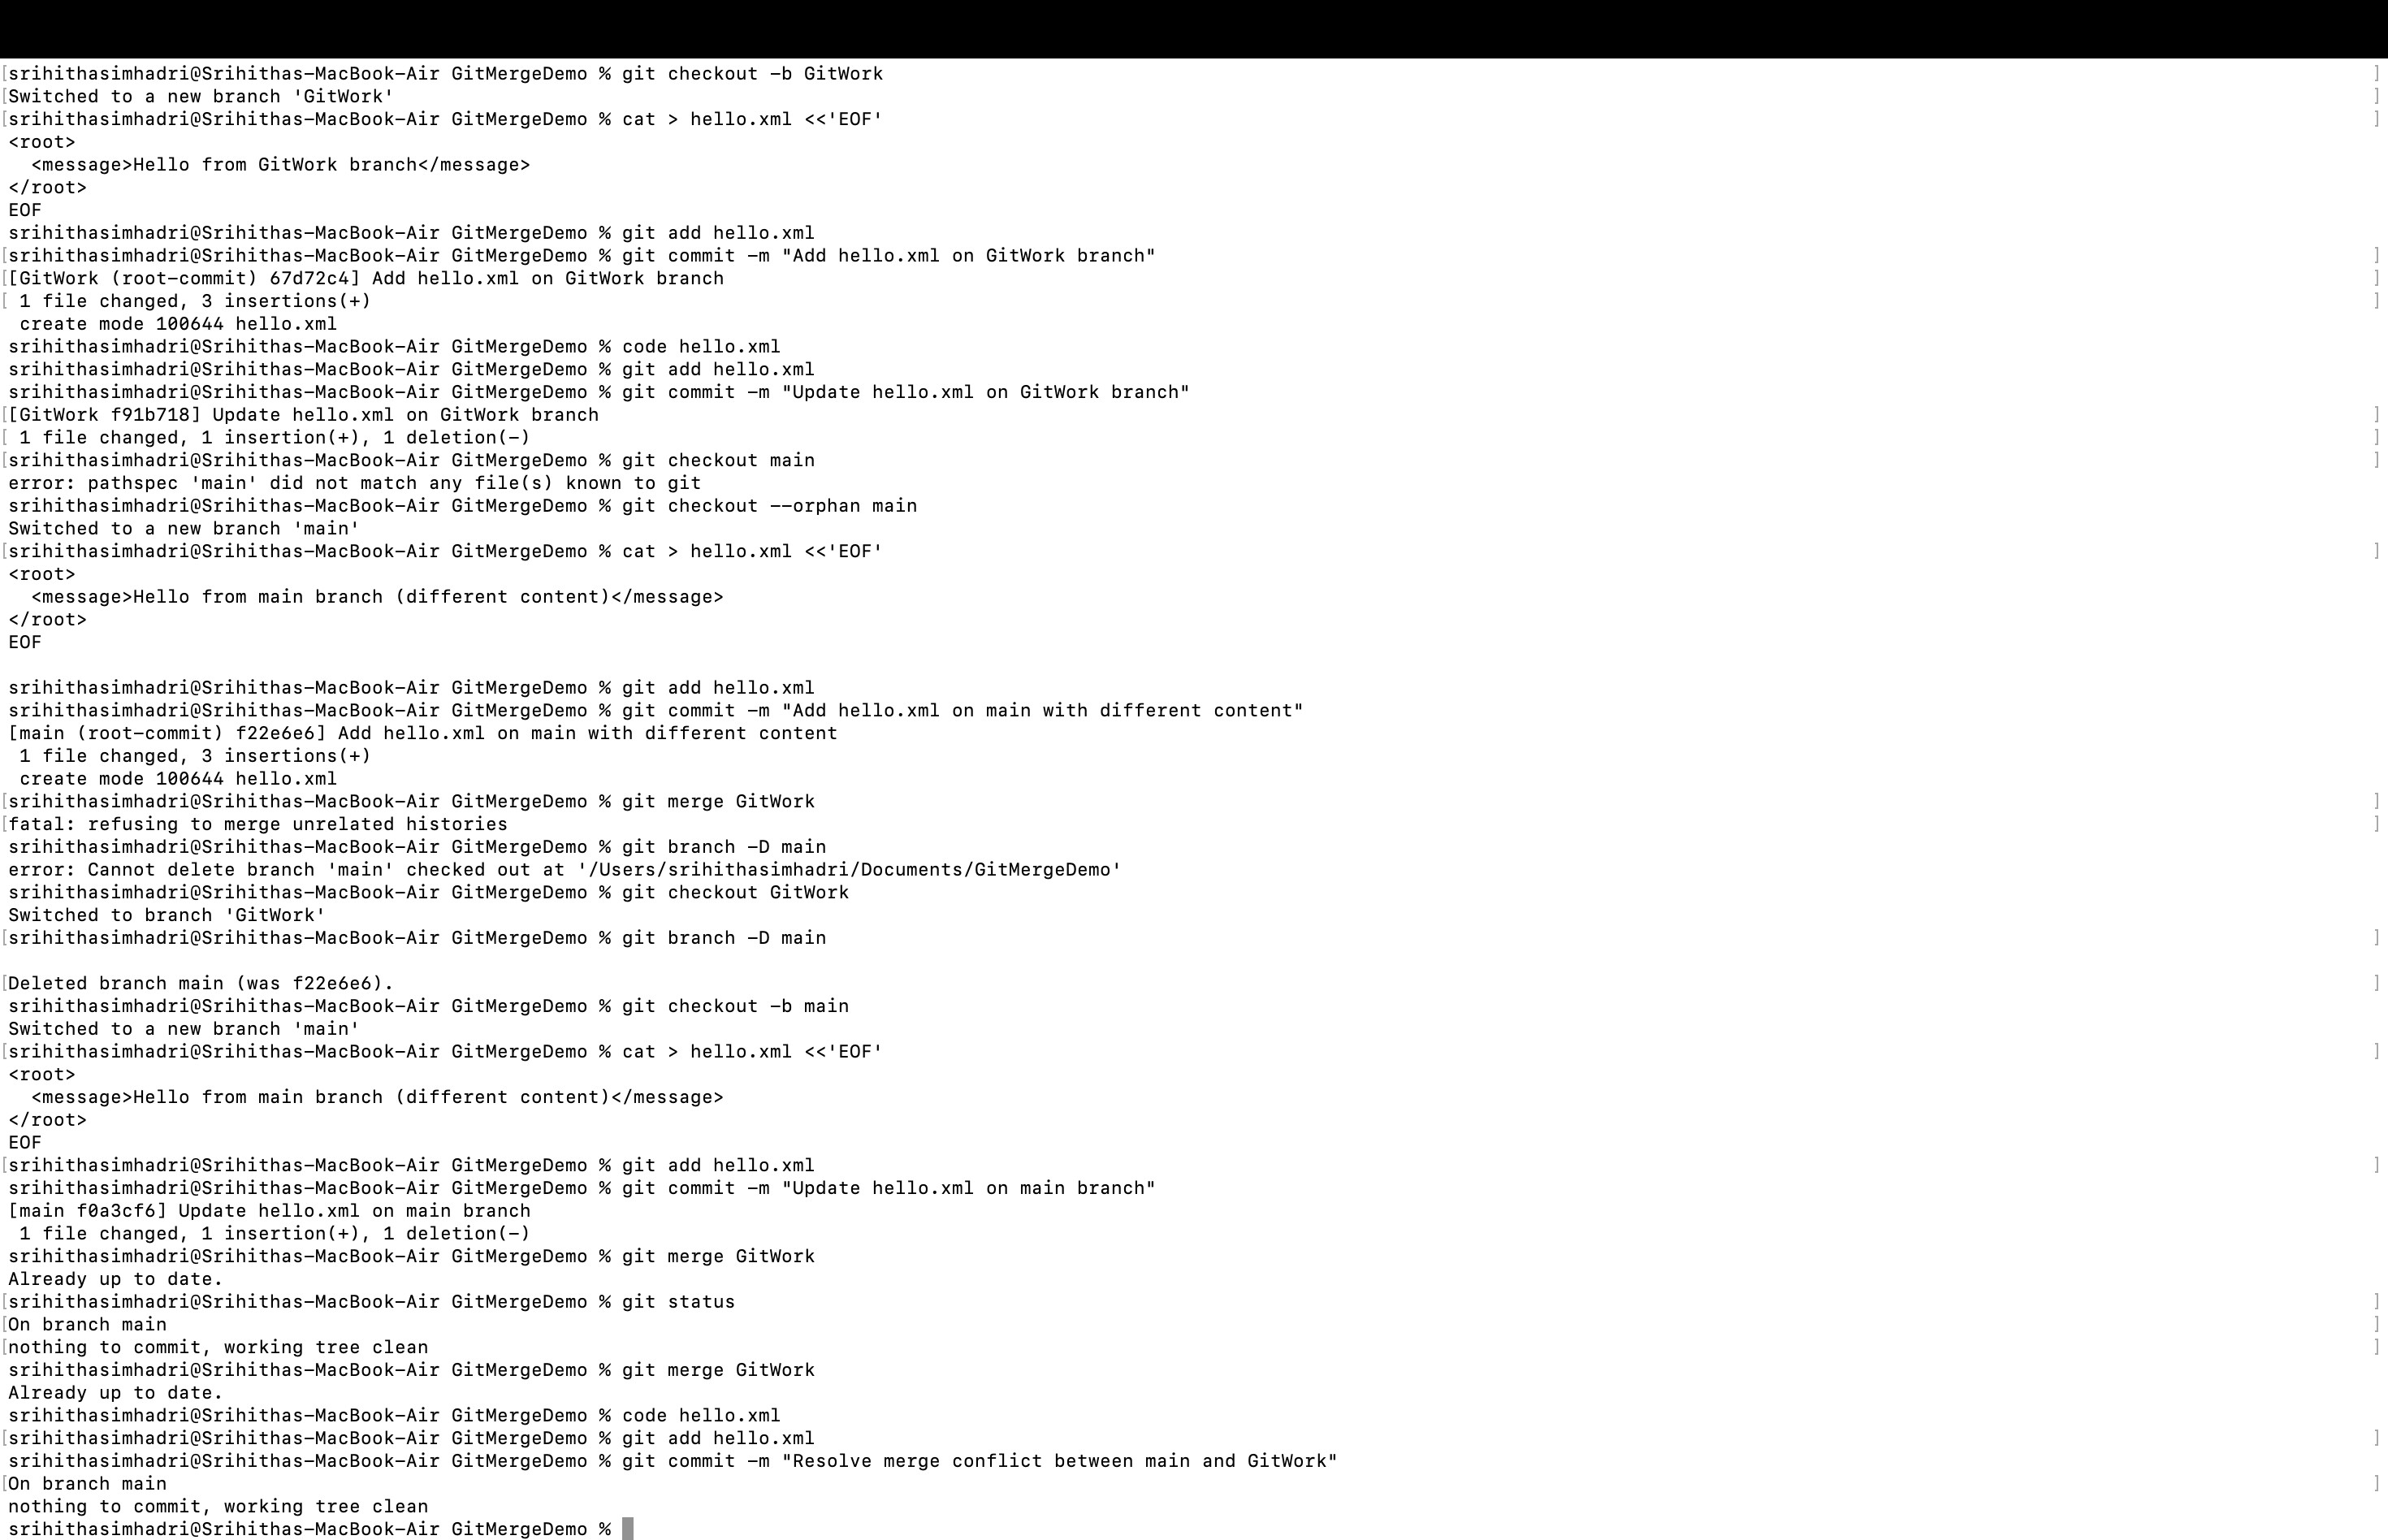 [srihithasimhadri@Srihithas-MacBook-Air GitMergeDemo % git checkout -b GitWork ]
[Switched to a new branch 'GitWork' ]
[srihithasimhadri@Srihithas-MacBook-Air GitMergeDemo % cat > hello.xml <<'EOF' ]
<root>
  <message>Hello from GitWork branch</message>
</root>
EOF
srihithasimhadri@Srihithas-MacBook-Air GitMergeDemo % git add hello.xml
[srihithasimhadri@Srihithas-MacBook-Air GitMergeDemo % git commit -m "Add hello.xml on GitWork branch" ]
[[GitWork (root-commit) 67d72c4] Add hello.xml on GitWork branch ]
[ 1 file changed, 3 insertions(+) ]
 create mode 100644 hello.xml
srihithasimhadri@Srihithas-MacBook-Air GitMergeDemo % code hello.xml
srihithasimhadri@Srihithas-MacBook-Air GitMergeDemo % git add hello.xml
srihithasimhadri@Srihithas-MacBook-Air GitMergeDemo % git commit -m "Update hello.xml on GitWork branch"
[[GitWork f91b718] Update hello.xml on GitWork branch ]
[ 1 file changed, 1 insertion(+), 1 deletion(-) ]
[srihithasimhadri@Srihithas-MacBook-Air GitMergeDemo % git checkout main ]
error: pathspec 'main' did not match any file(s) known to git
srihithasimhadri@Srihithas-MacBook-Air GitMergeDemo % git checkout --orphan main
Switched to a new branch 'main'
[srihithasimhadri@Srihithas-MacBook-Air GitMergeDemo % cat > hello.xml <<'EOF' ]
<root>
  <message>Hello from main branch (different content)</message>
</root>
EOF
srihithasimhadri@Srihithas-MacBook-Air GitMergeDemo % git add hello.xml
srihithasimhadri@Srihithas-MacBook-Air GitMergeDemo % git commit -m "Add hello.xml on main with different content"
[main (root-commit) f22e6e6] Add hello.xml on main with different content
 1 file changed, 3 insertions(+)
 create mode 100644 hello.xml
[srihithasimhadri@Srihithas-MacBook-Air GitMergeDemo % git merge GitWork ]
[fatal: refusing to merge unrelated histories ]
srihithasimhadri@Srihithas-MacBook-Air GitMergeDemo % git branch -D main
error: Cannot delete branch 'main' checked out at '/Users/srihithasimhadri/Documents/GitMergeDemo'
srihithasimhadri@Srihithas-MacBook-Air GitMergeDemo % git checkout GitWork
Switched to branch 'GitWork'
[srihithasimhadri@Srihithas-MacBook-Air GitMergeDemo % git branch -D main ]
[Deleted branch main (was f22e6e6). ]
srihithasimhadri@Srihithas-MacBook-Air GitMergeDemo % git checkout -b main
Switched to a new branch 'main'
[srihithasimhadri@Srihithas-MacBook-Air GitMergeDemo % cat > hello.xml <<'EOF' ]
<root>
  <message>Hello from main branch (different content)</message>
</root>
EOF
[srihithasimhadri@Srihithas-MacBook-Air GitMergeDemo % git add hello.xml ]
srihithasimhadri@Srihithas-MacBook-Air GitMergeDemo % git commit -m "Update hello.xml on main branch"
[main f0a3cf6] Update hello.xml on main branch
 1 file changed, 1 insertion(+), 1 deletion(-)
srihithasimhadri@Srihithas-MacBook-Air GitMergeDemo % git merge GitWork
Already up to date.
[srihithasimhadri@Srihithas-MacBook-Air GitMergeDemo % git status ]
[On branch main ]
[nothing to commit, working tree clean ]
srihithasimhadri@Srihithas-MacBook-Air GitMergeDemo % git merge GitWork
Already up to date.
srihithasimhadri@Srihithas-MacBook-Air GitMergeDemo % code hello.xml
[srihithasimhadri@Srihithas-MacBook-Air GitMergeDemo % git add hello.xml ]
srihithasimhadri@Srihithas-MacBook-Air GitMergeDemo % git commit -m "Resolve merge conflict between main and GitWork"
[On branch main ]
nothing to commit, working tree clean
srihithasimhadri@Srihithas-MacBook-Air GitMergeDemo %